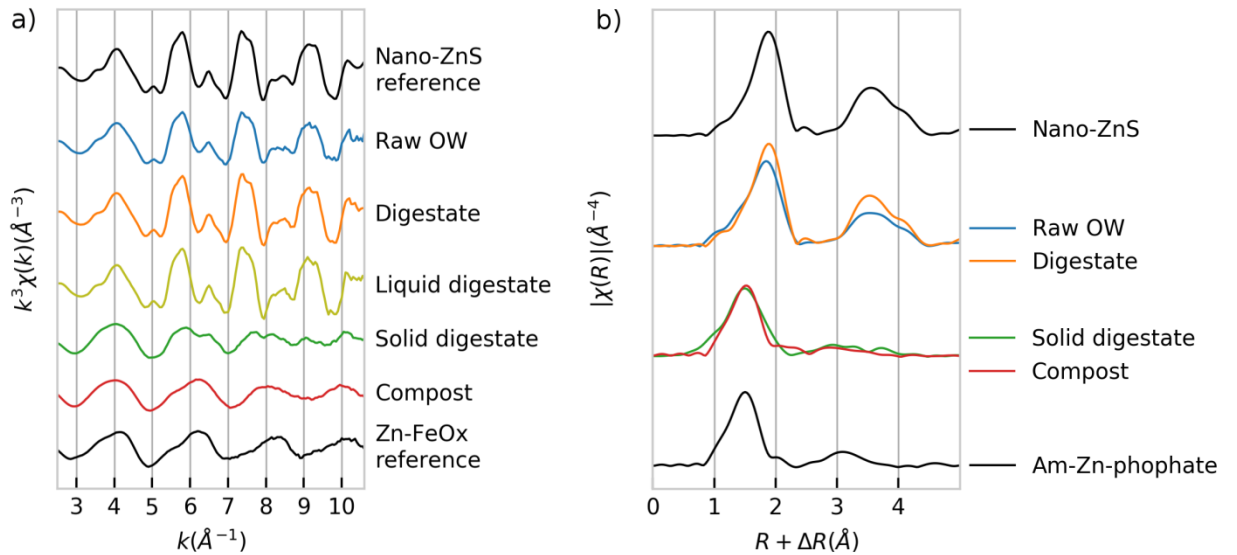 a)
Nano-ZnS
reference
Raw OW
Digestate
Liquid digestate
Solid digestate
Compost
Zn-FeOx
reference
k³χ(k)(Å⁻³)
3 4 5 6 7 8 9 10
k(Å⁻¹)
b)
Nano-ZnS
Raw OW
Digestate
Solid digestate
Compost
Am-Zn-phophate
|χ(R)|(Å⁻⁴)
0 1 2 3 4
R + ΔR(Å)